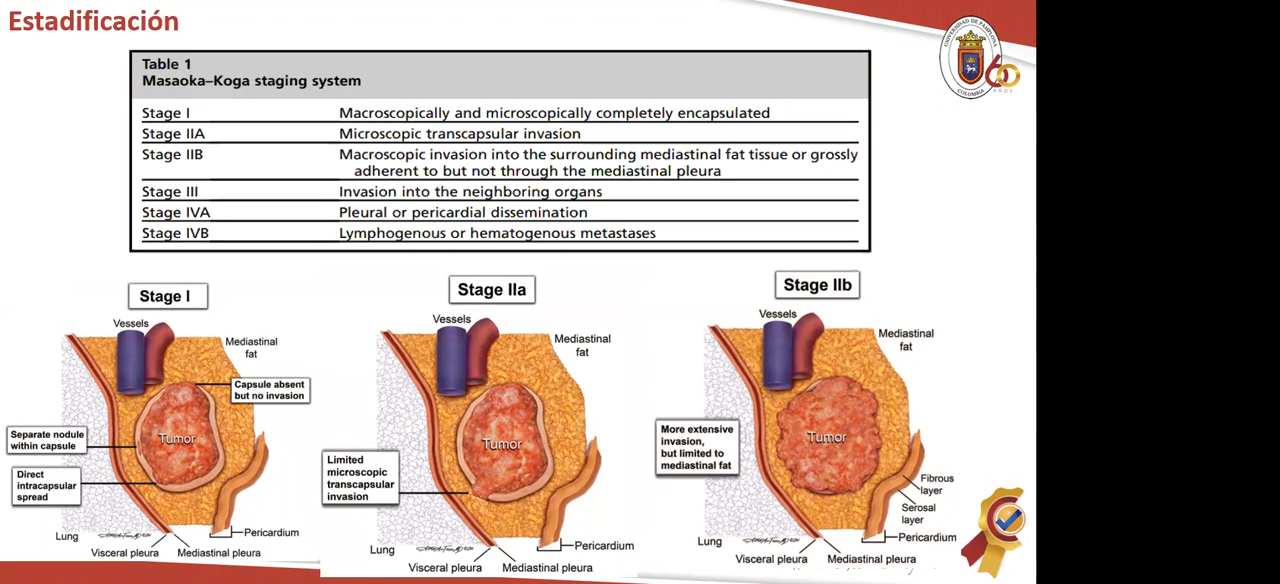 Estadificación
UNIVERSIDAD DE PAMPLONA
COLOMBIA
60
AÑOS
Table 1
Masaoka–Koga staging system
Stage I Macroscopically and microscopically completely encapsulated
Stage IIA Microscopic transcapsular invasion
Stage IIB Macroscopic invasion into the surrounding mediastinal fat tissue or grossly
adherent to but not through the mediastinal pleura
Stage III Invasion into the neighboring organs
Stage IVA Pleural or pericardial dissemination
Stage IVB Lymphogenous or hematogenous metastases
Stage I
Vessels
Mediastinal
fat
Capsule absent
but no invasion
Tumor
Separate nodule
within capsule
Direct
intracapsular
spread
Lung
Pericardium
Visceral pleura
Mediastinal pleura
Stage IIa
Vessels
Mediastinal
fat
Tumor
Limited
microscopic
transcapsular
invasion
Lung
Pericardium
Visceral pleura
Mediastinal pleura
Stage IIb
Vessels
Mediastinal
fat
Tumor
More extensive
invasion,
but limited to
mediastinal fat
Fibrous
layer
Serosal
layer
Lung
Pericardium
Visceral pleura
Mediastinal pleura